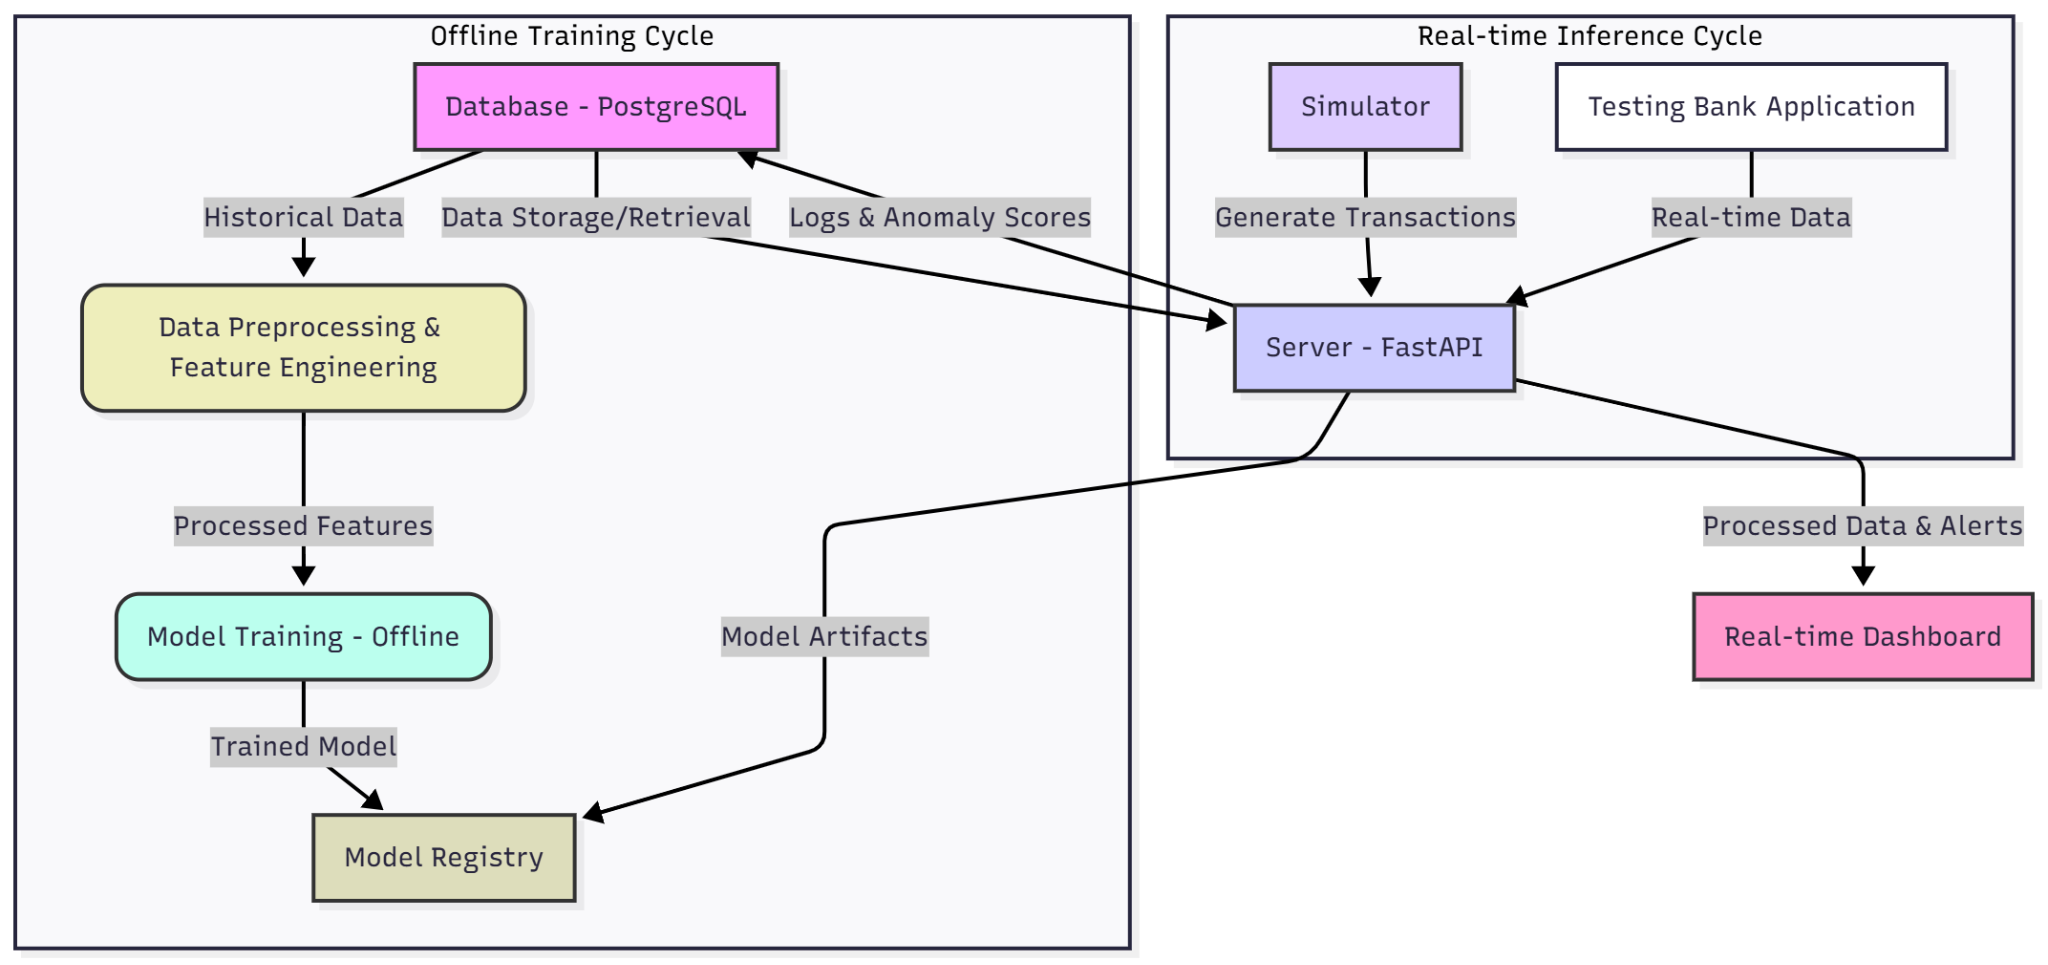 Offline Training Cycle
Real-time Inference Cycle
Database - PostgreSQL
Simulator
Testing Bank Application
Historical Data
Data Storage/Retrieval
Logs & Anomaly Scores
Generate Transactions
Real-time Data
Data Preprocessing &
Feature Engineering
Server - FastAPI
Processed Features
Processed Data & Alerts
Model Training - Offline
Model Artifacts
Real-time Dashboard
Trained Model
Model Registry